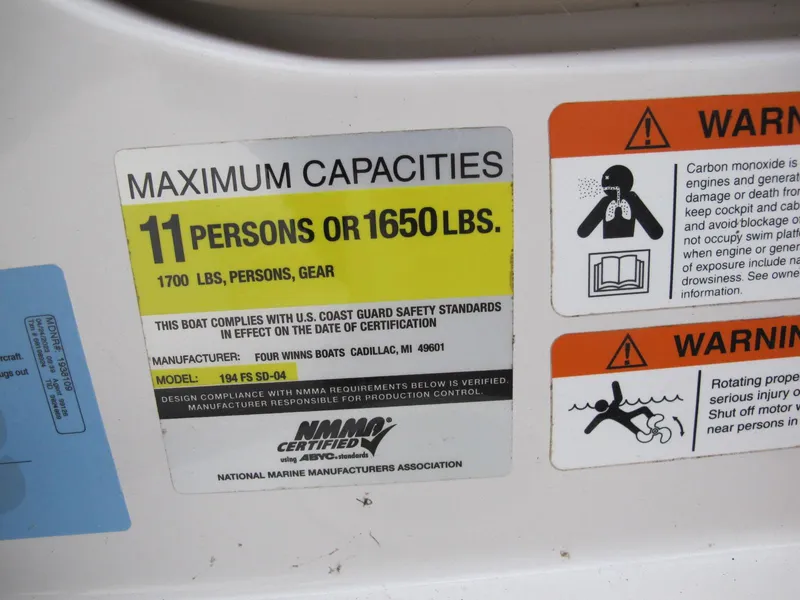 MAXIMUM CAPACITIES
11 PERSONS OR 1650 LBS.
1700 LBS, PERSONS, GEAR
THIS BOAT COMPLIES WITH U.S. COAST GUARD SAFETY STANDARDS
IN EFFECT ON THE DATE OF CERTIFICATION
MANUFACTURER: FOUR WINNS BOATS CADILLAC, MI 49601
MODEL: 194 FS SD-04
DESIGN COMPLIANCE WITH NMMA REQUIREMENTS BELOW IS VERIFIED.
MANUFACTURER RESPONSIBLE FOR PRODUCTION CONTROL.
NMMA
CERTIFIED
using ABYC standards
NATIONAL MARINE MANUFACTURERS ASSOCIATION
WARN
Carbon monoxide is
engines and generat
damage or death from
keep cockpit and cab
and avoid blockage o
not occupy swim platf
when engine or gener
of exposure include na
drowsiness. See owne
information.
WARNIN
Rotating prope
serious injury o
Shut off motor w
near persons in
rcraft.
ugs out
MDNR#: 1938109